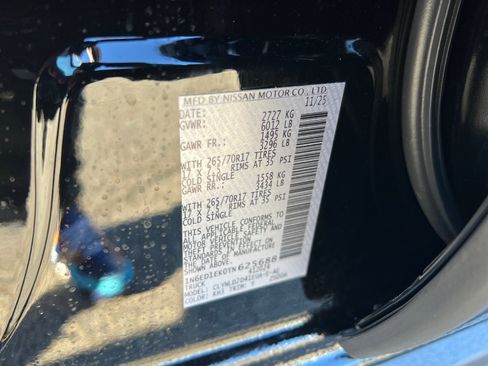 MFD BY NISSAN MOTOR CO., LTD.
DATE: 11/25
GVWR: 2727 KG
6012 LB
GAWR FR.: 1495 KG
3296 LB
WITH 265/70R17 TIRES
17 X 7.5 RIMS AT 35 PSI
COLD SINGLE
GAWR RR.: 1558 KG
3434 LB
WITH 265/70R17 TIRES
17 X 7.5 RIMS AT 35 PSI
COLD SINGLE
THIS VEHICLE CONFORMS TO
ALL APPLICABLE FEDERAL
MOTOR VEHICLE SAFETY AND
THEFT PREVENTION
STANDARDS IN EFFECT ON
THE DATE OF MANUFACTURE
SHOWN ABOVE.
TRUCK
MODEL:
COLOR: KH3 TRIM: